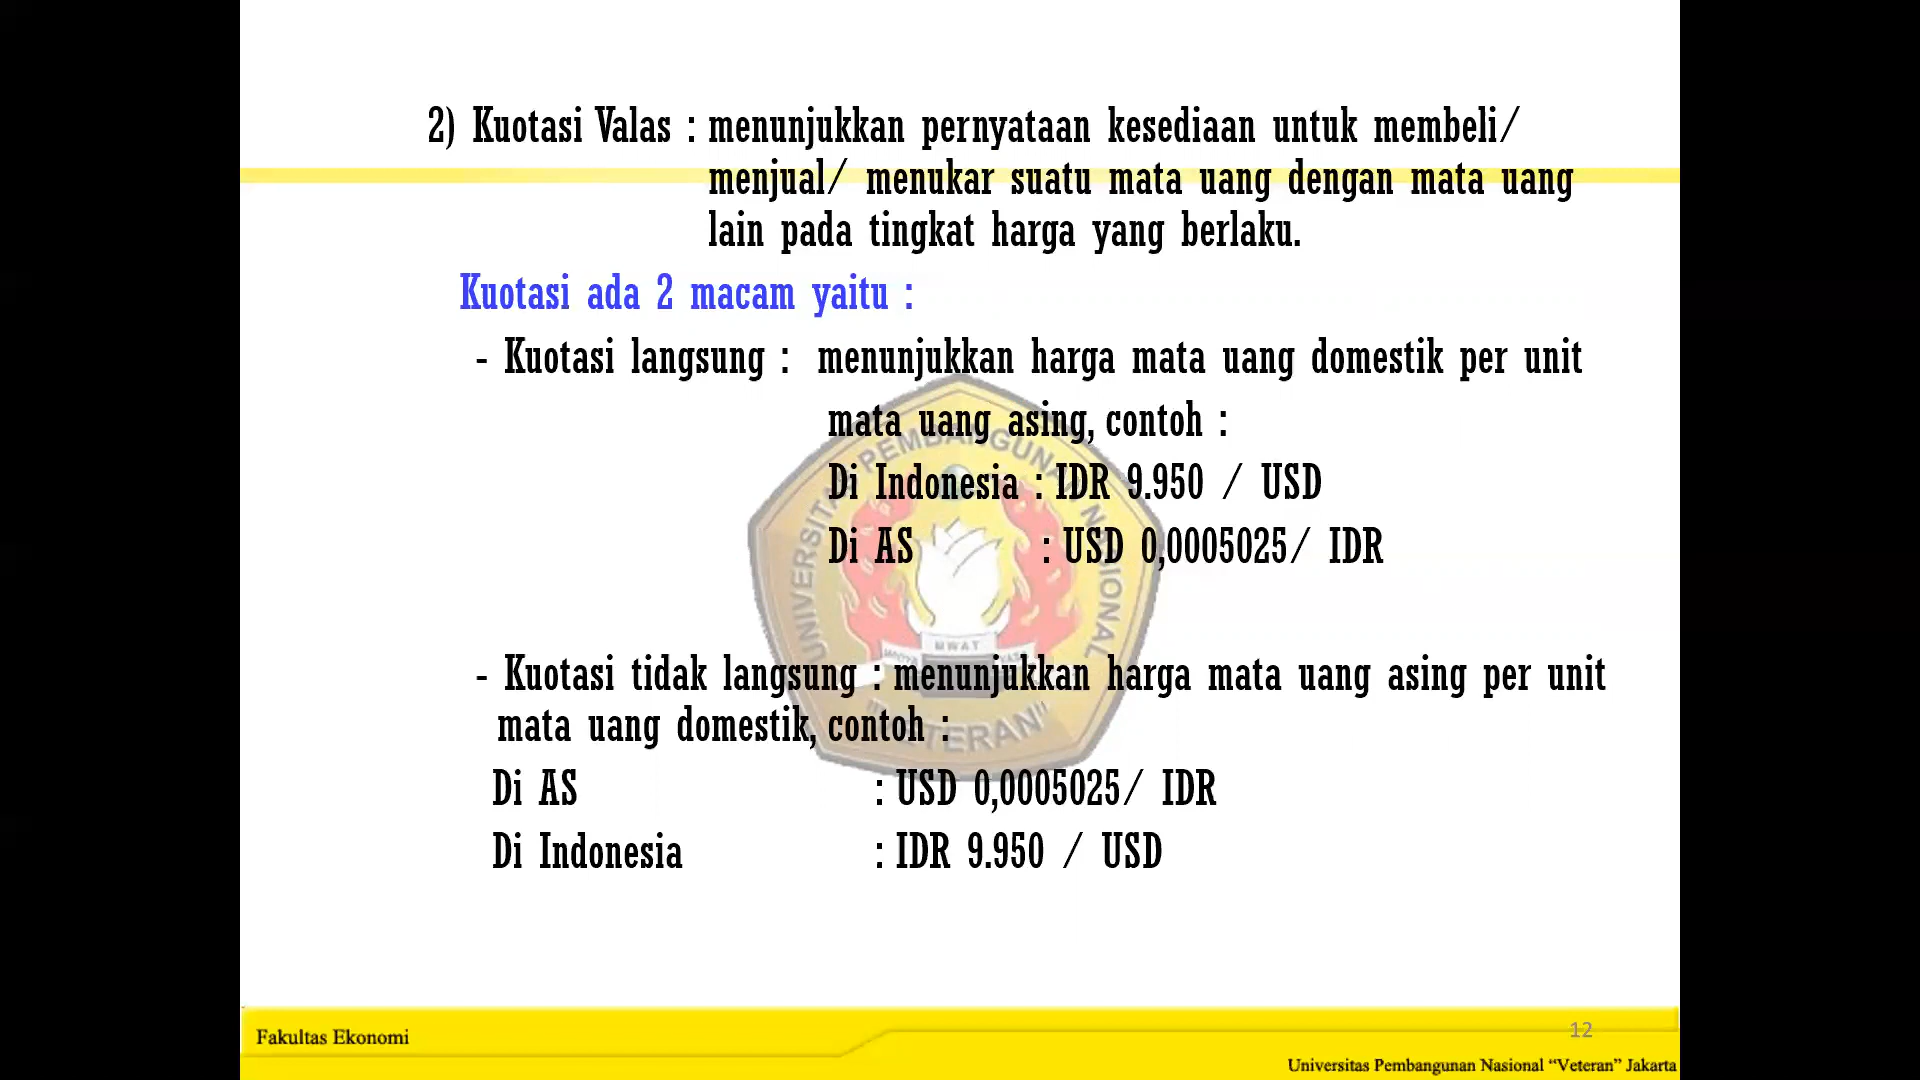 2) Kuotasi Valas : menunjukkan pernyataan kesediaan untuk membeli/
menjual/ menukar suatu mata uang dengan mata uang
lain pada tingkat harga yang berlaku.
Kuotasi ada 2 macam yaitu :
- Kuotasi langsung : menunjukkan harga mata uang domestik per unit
mata uang asing, contoh :
Di Indonesia : IDR 9.950 / USD
Di AS : USD 0,0005025/ IDR
UNIVERSITAS PEMBANGUNAN NASIONAL
"VETERAN"
- Kuotasi tidak langsung : menunjukkan harga mata uang asing per unit
mata uang domestik, contoh :
Di AS : USD 0,0005025/ IDR
Di Indonesia : IDR 9.950 / USD
12
Fakultas Ekonomi
Universitas Pembangunan Nasional “Veteran” Jakarta